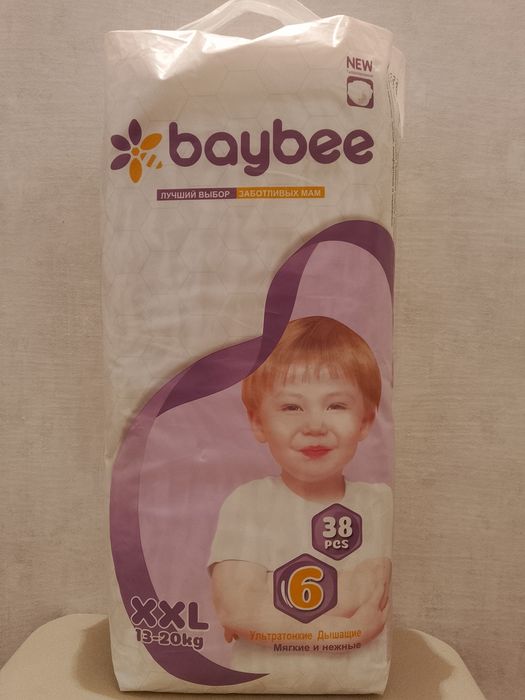 NEW
baybee
ЛУЧШИЙ ВЫБОР ЗАБОТЛИВЫХ МАМ
38
PCS
6
XXL
13-20kg
Ультратонкие Дышащие
Мягкие и нежные